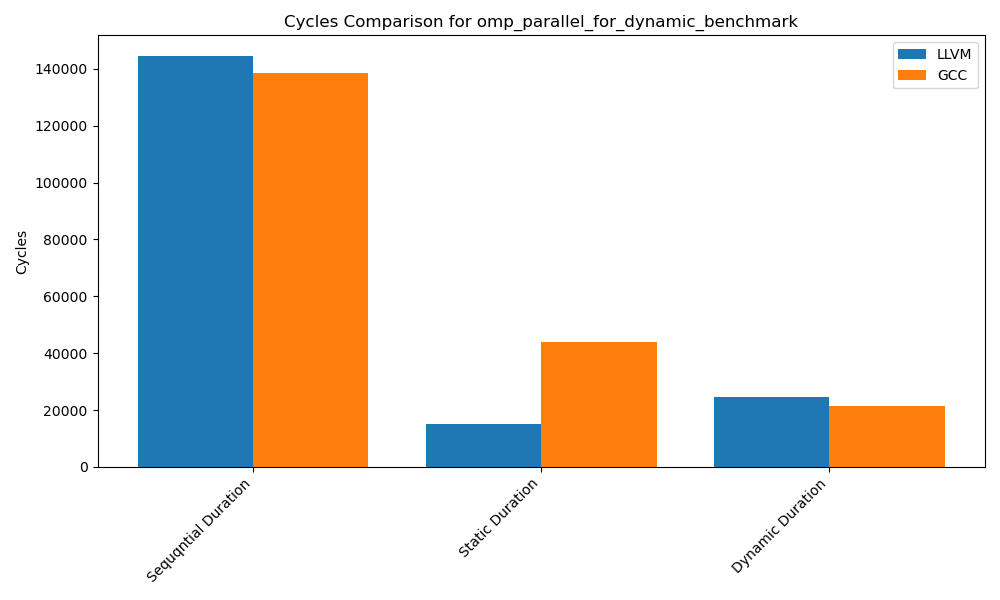 Cycles Comparison for omp_parallel_for_dynamic_benchmark
LLVM
GCC
140000
120000
100000
80000
60000
40000
20000
0
Cycles
Sequqntial Duration
Static Duration
Dynamic Duration